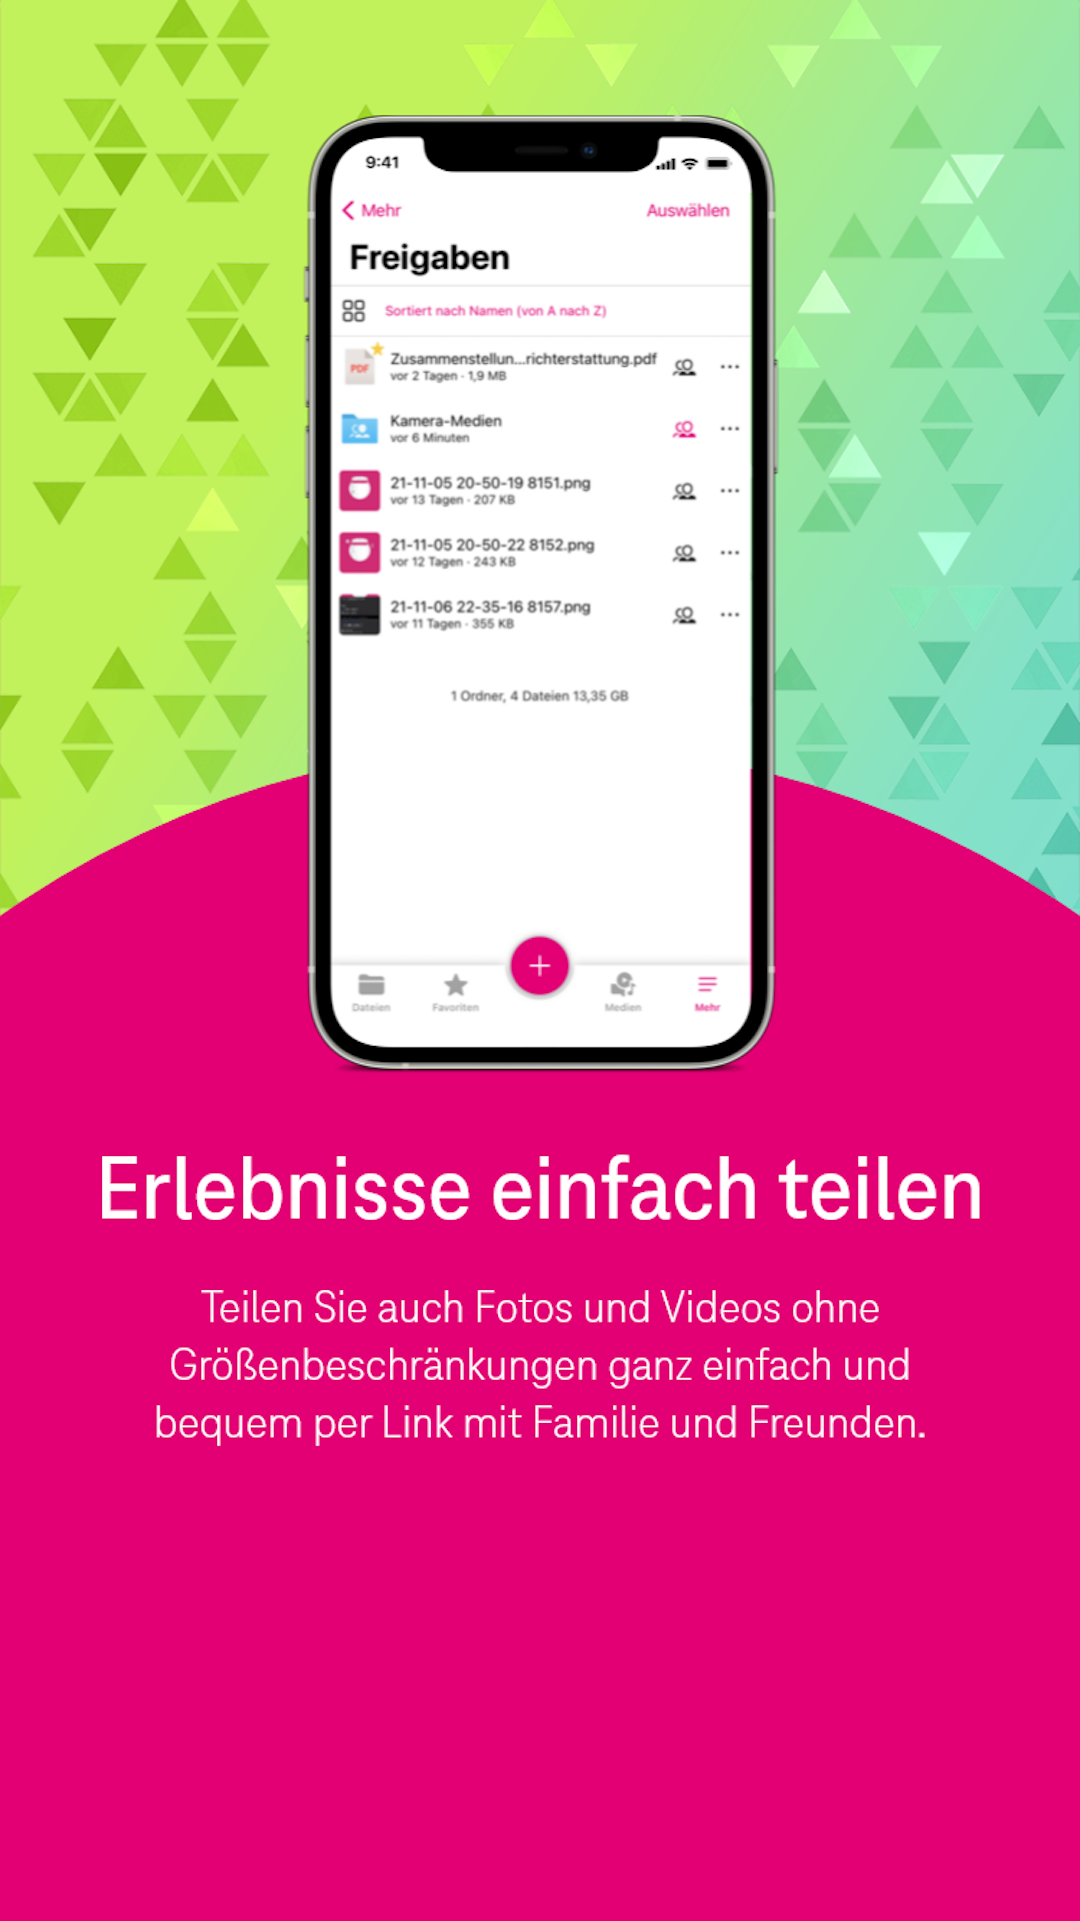 9:41
Mehr
Auswählen
Freigaben
Sortiert nach Namen (von A nach Z)
PDF
Zusammenstellun...richterstattung.pdf
vor 2 Tagen · 1,9 MB
Kamera-Medien
vor 6 Minuten
21-11-05 20-50-19 8151.png
vor 13 Tagen · 207 KB
21-11-05 20-50-22 8152.png
vor 12 Tagen · 243 KB
21-11-06 22-35-16 8157.png
vor 11 Tagen · 355 KB
1 Ordner, 4 Dateien 13,35 GB
Dateien
Favoriten
Medien
Mehr
Erlebnisse einfach teilen
Teilen Sie auch Fotos und Videos ohne
Größenbeschränkungen ganz einfach und
bequem per Link mit Familie und Freunden.